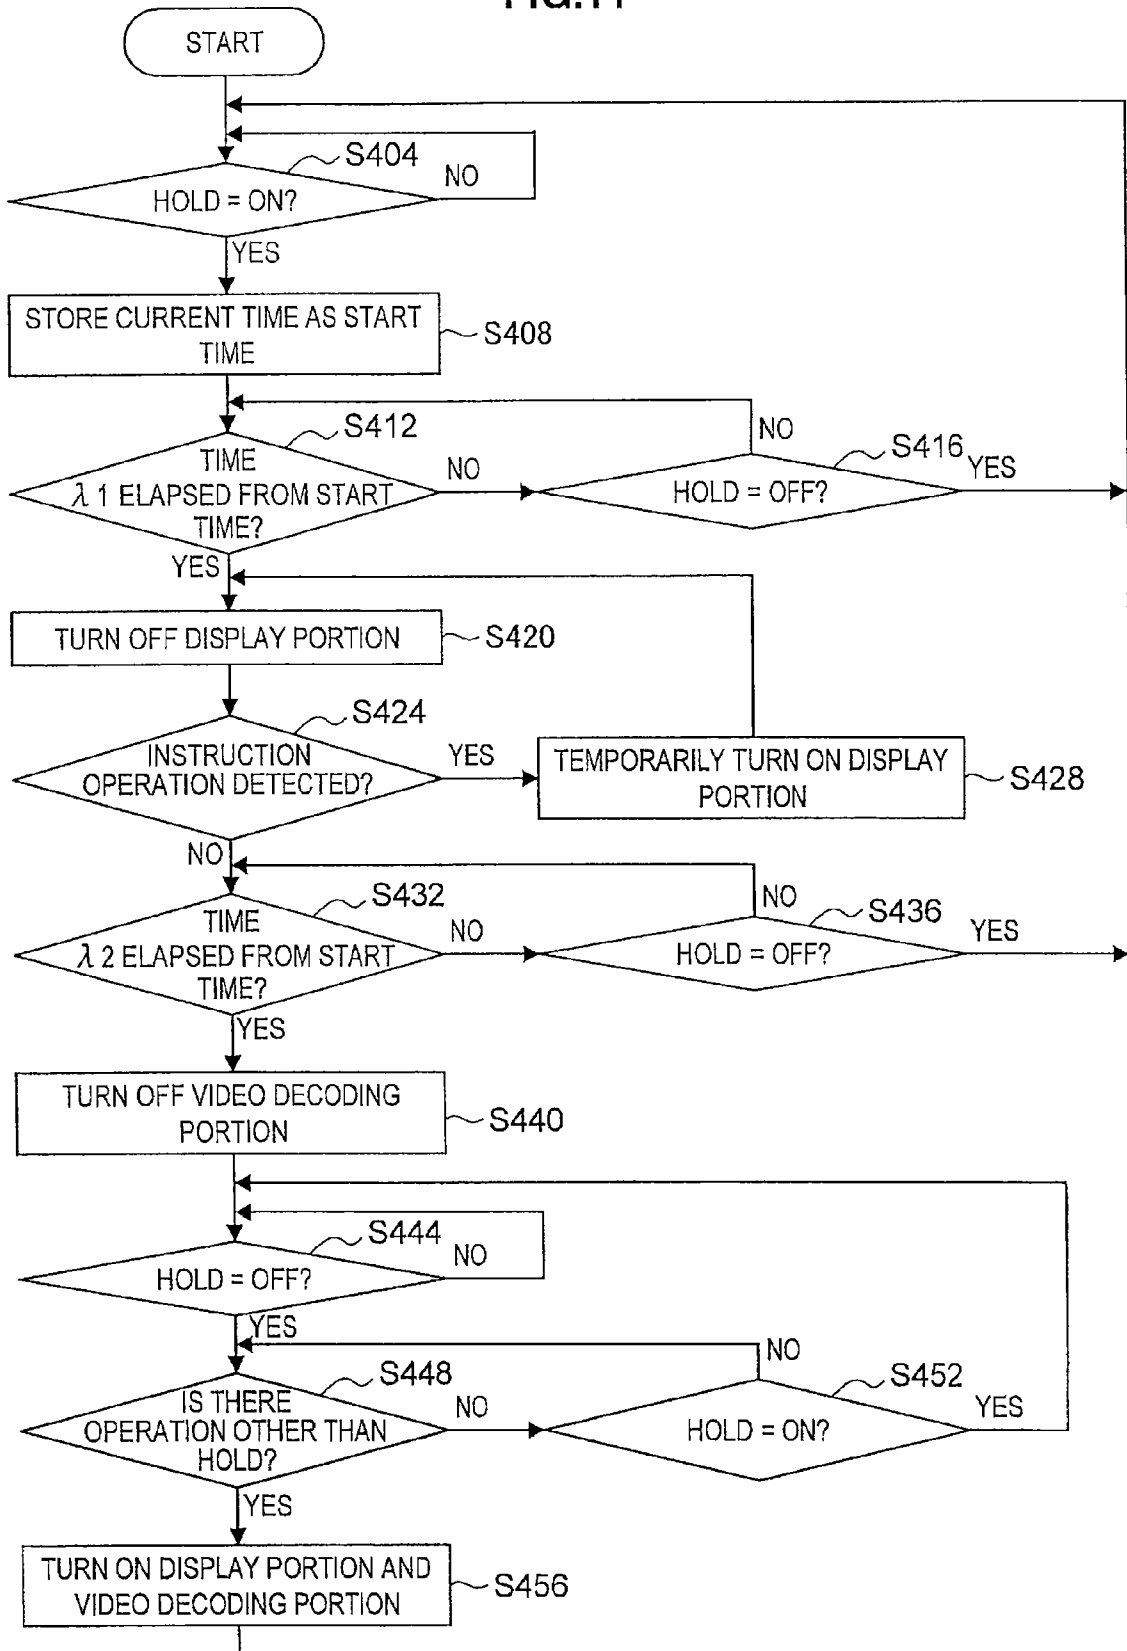 START
S404
NO
HOLD = ON?
YES
STORE CURRENT TIME AS START
TIME
S408
S412
TIME
λ 1 ELAPSED FROM START
TIME?
NO
NO
S416
YES
HOLD = OFF?
YES
TURN OFF DISPLAY PORTION
S420
S424
INSTRUCTION
OPERATION DETECTED?
YES
TEMPORARILY TURN ON DISPLAY
PORTION
S428
NO
S432
TIME
λ 2 ELAPSED FROM START
TIME?
NO
NO
S436
YES
HOLD = OFF?
YES
TURN OFF VIDEO DECODING
PORTION
S440
S444
NO
HOLD = OFF?
YES
S448
IS THERE
OPERATION OTHER THAN
HOLD?
NO
NO
S452
YES
HOLD = ON?
YES
TURN ON DISPLAY PORTION AND
VIDEO DECODING PORTION
S456